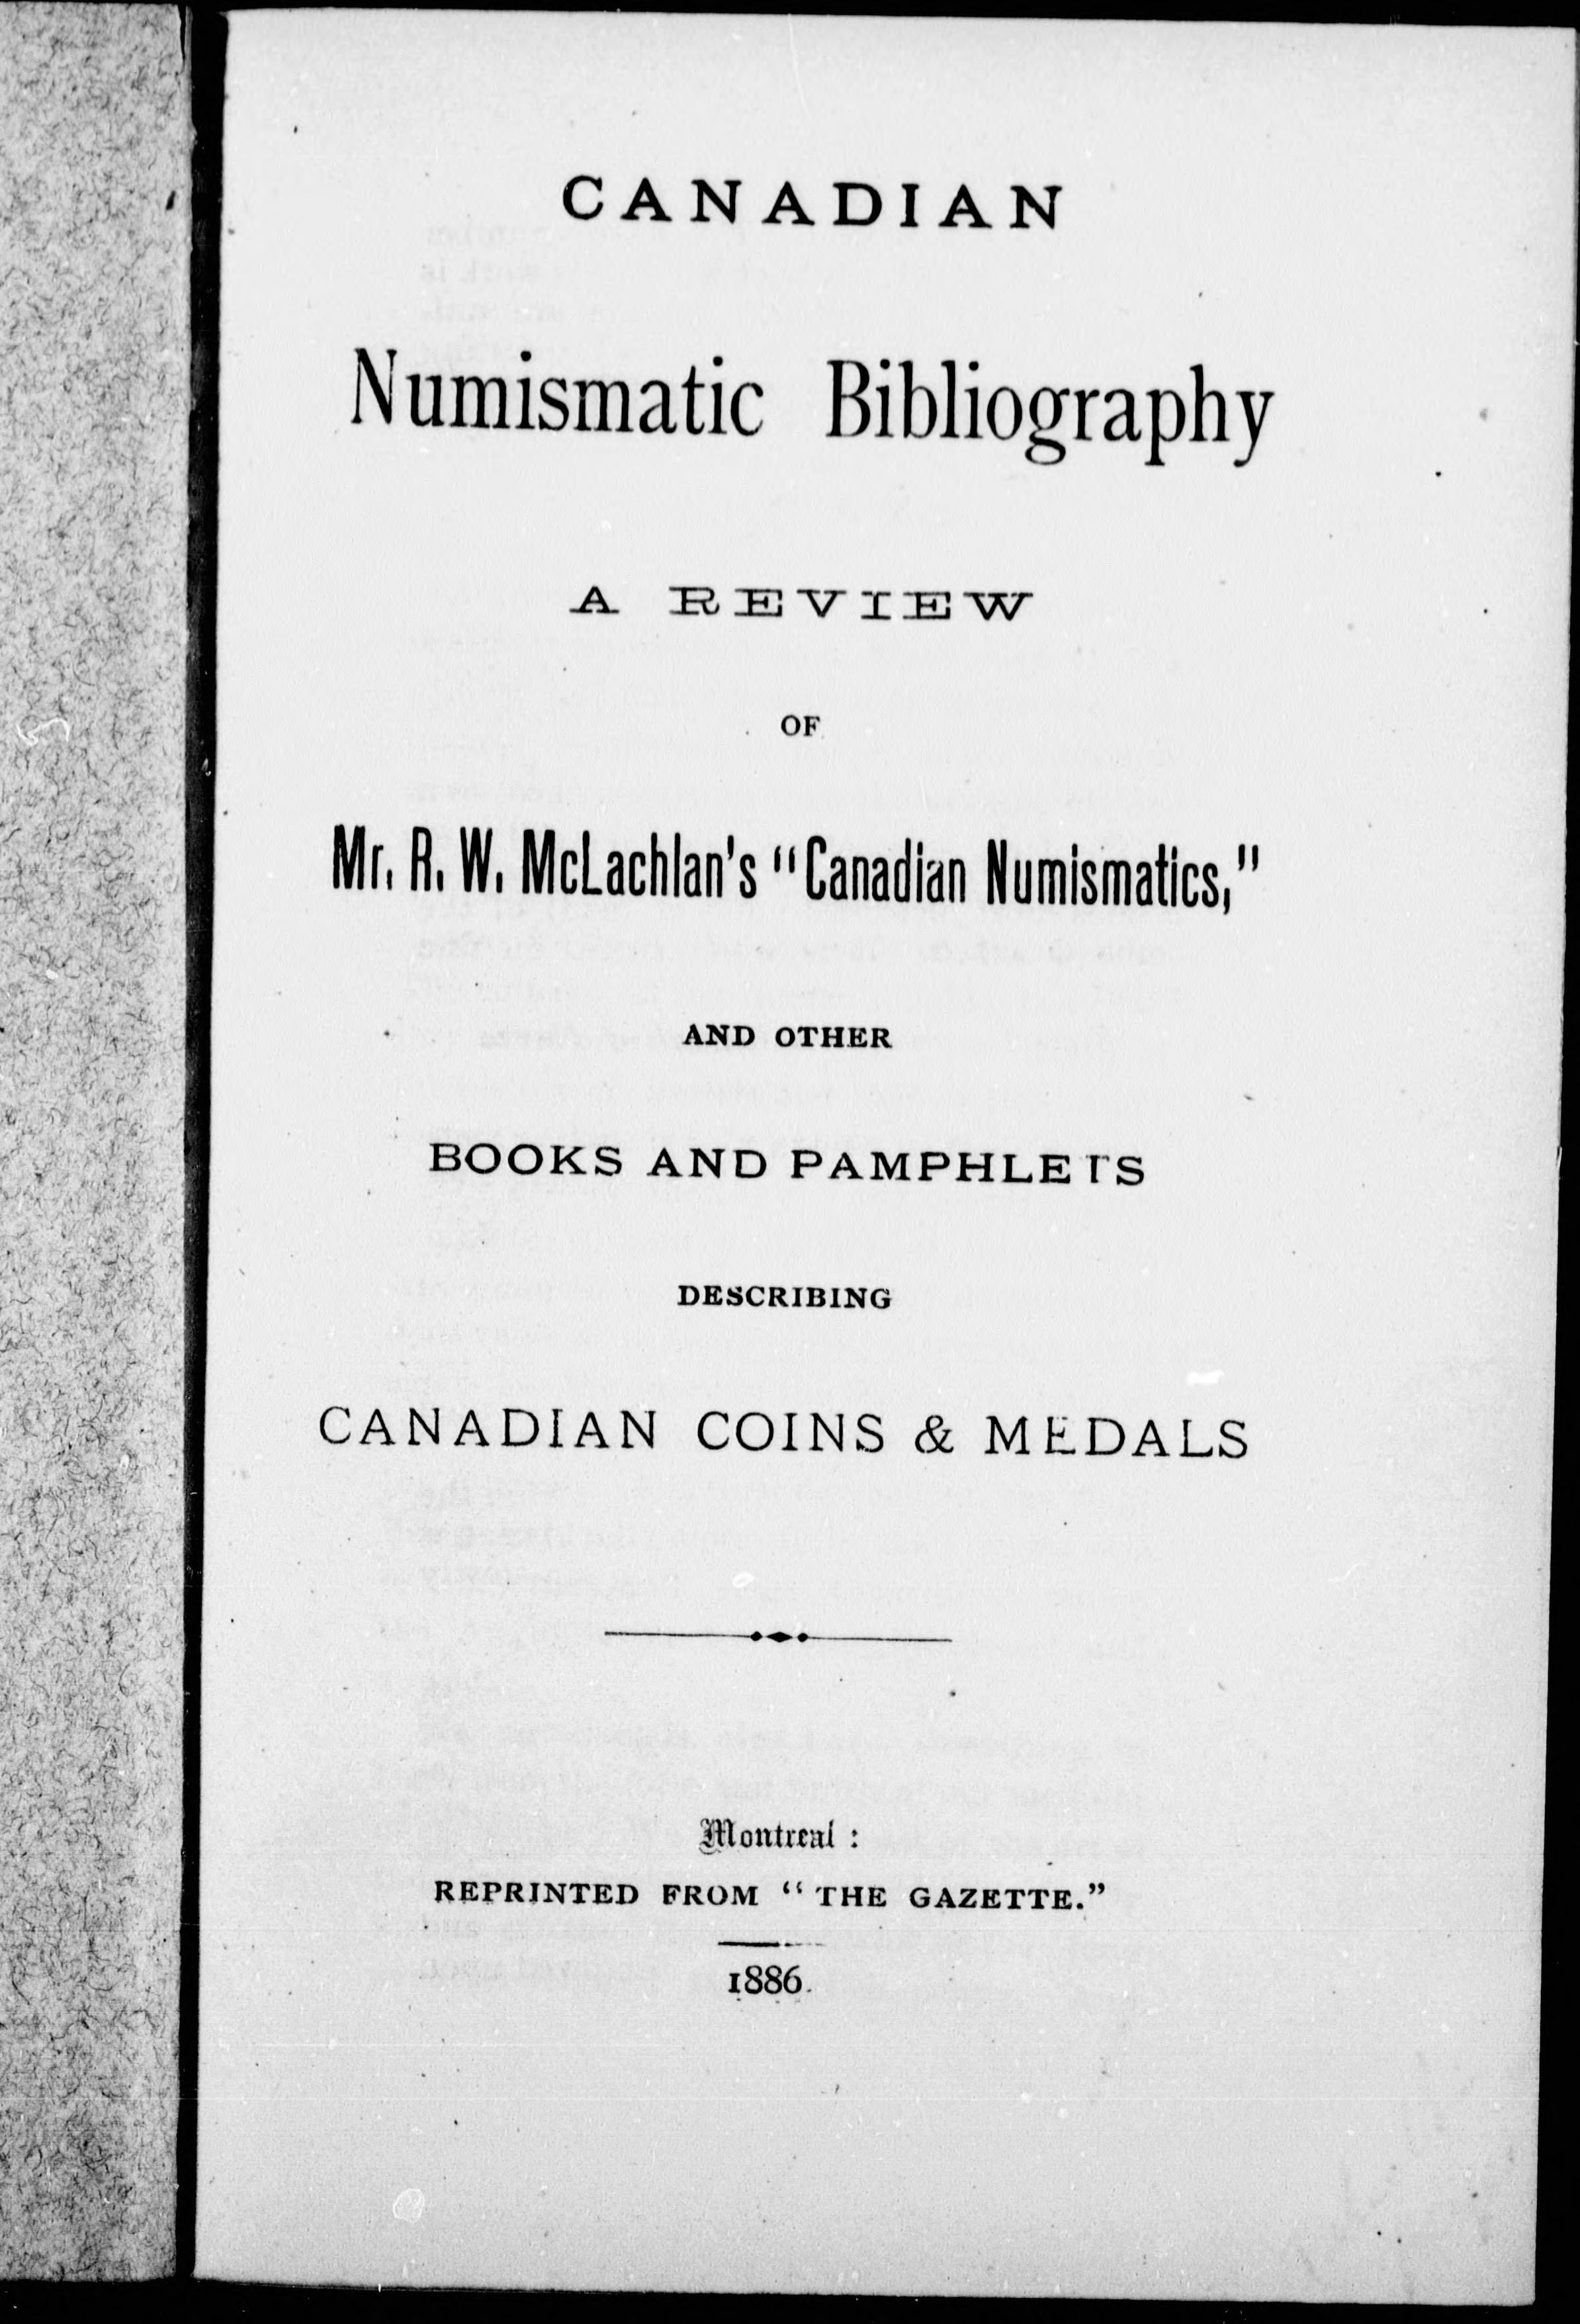 CANADIAN
Numismatic Bibliography
A REVIEW
OF
Mr. R. W. McLachlan's "Canadian Numismatics,"
AND OTHER
BOOKS AND PAMPHLETS
DESCRIBING
CANADIAN COINS & MEDALS
Montreal :
REPRINTED FROM "THE GAZETTE."
1886.